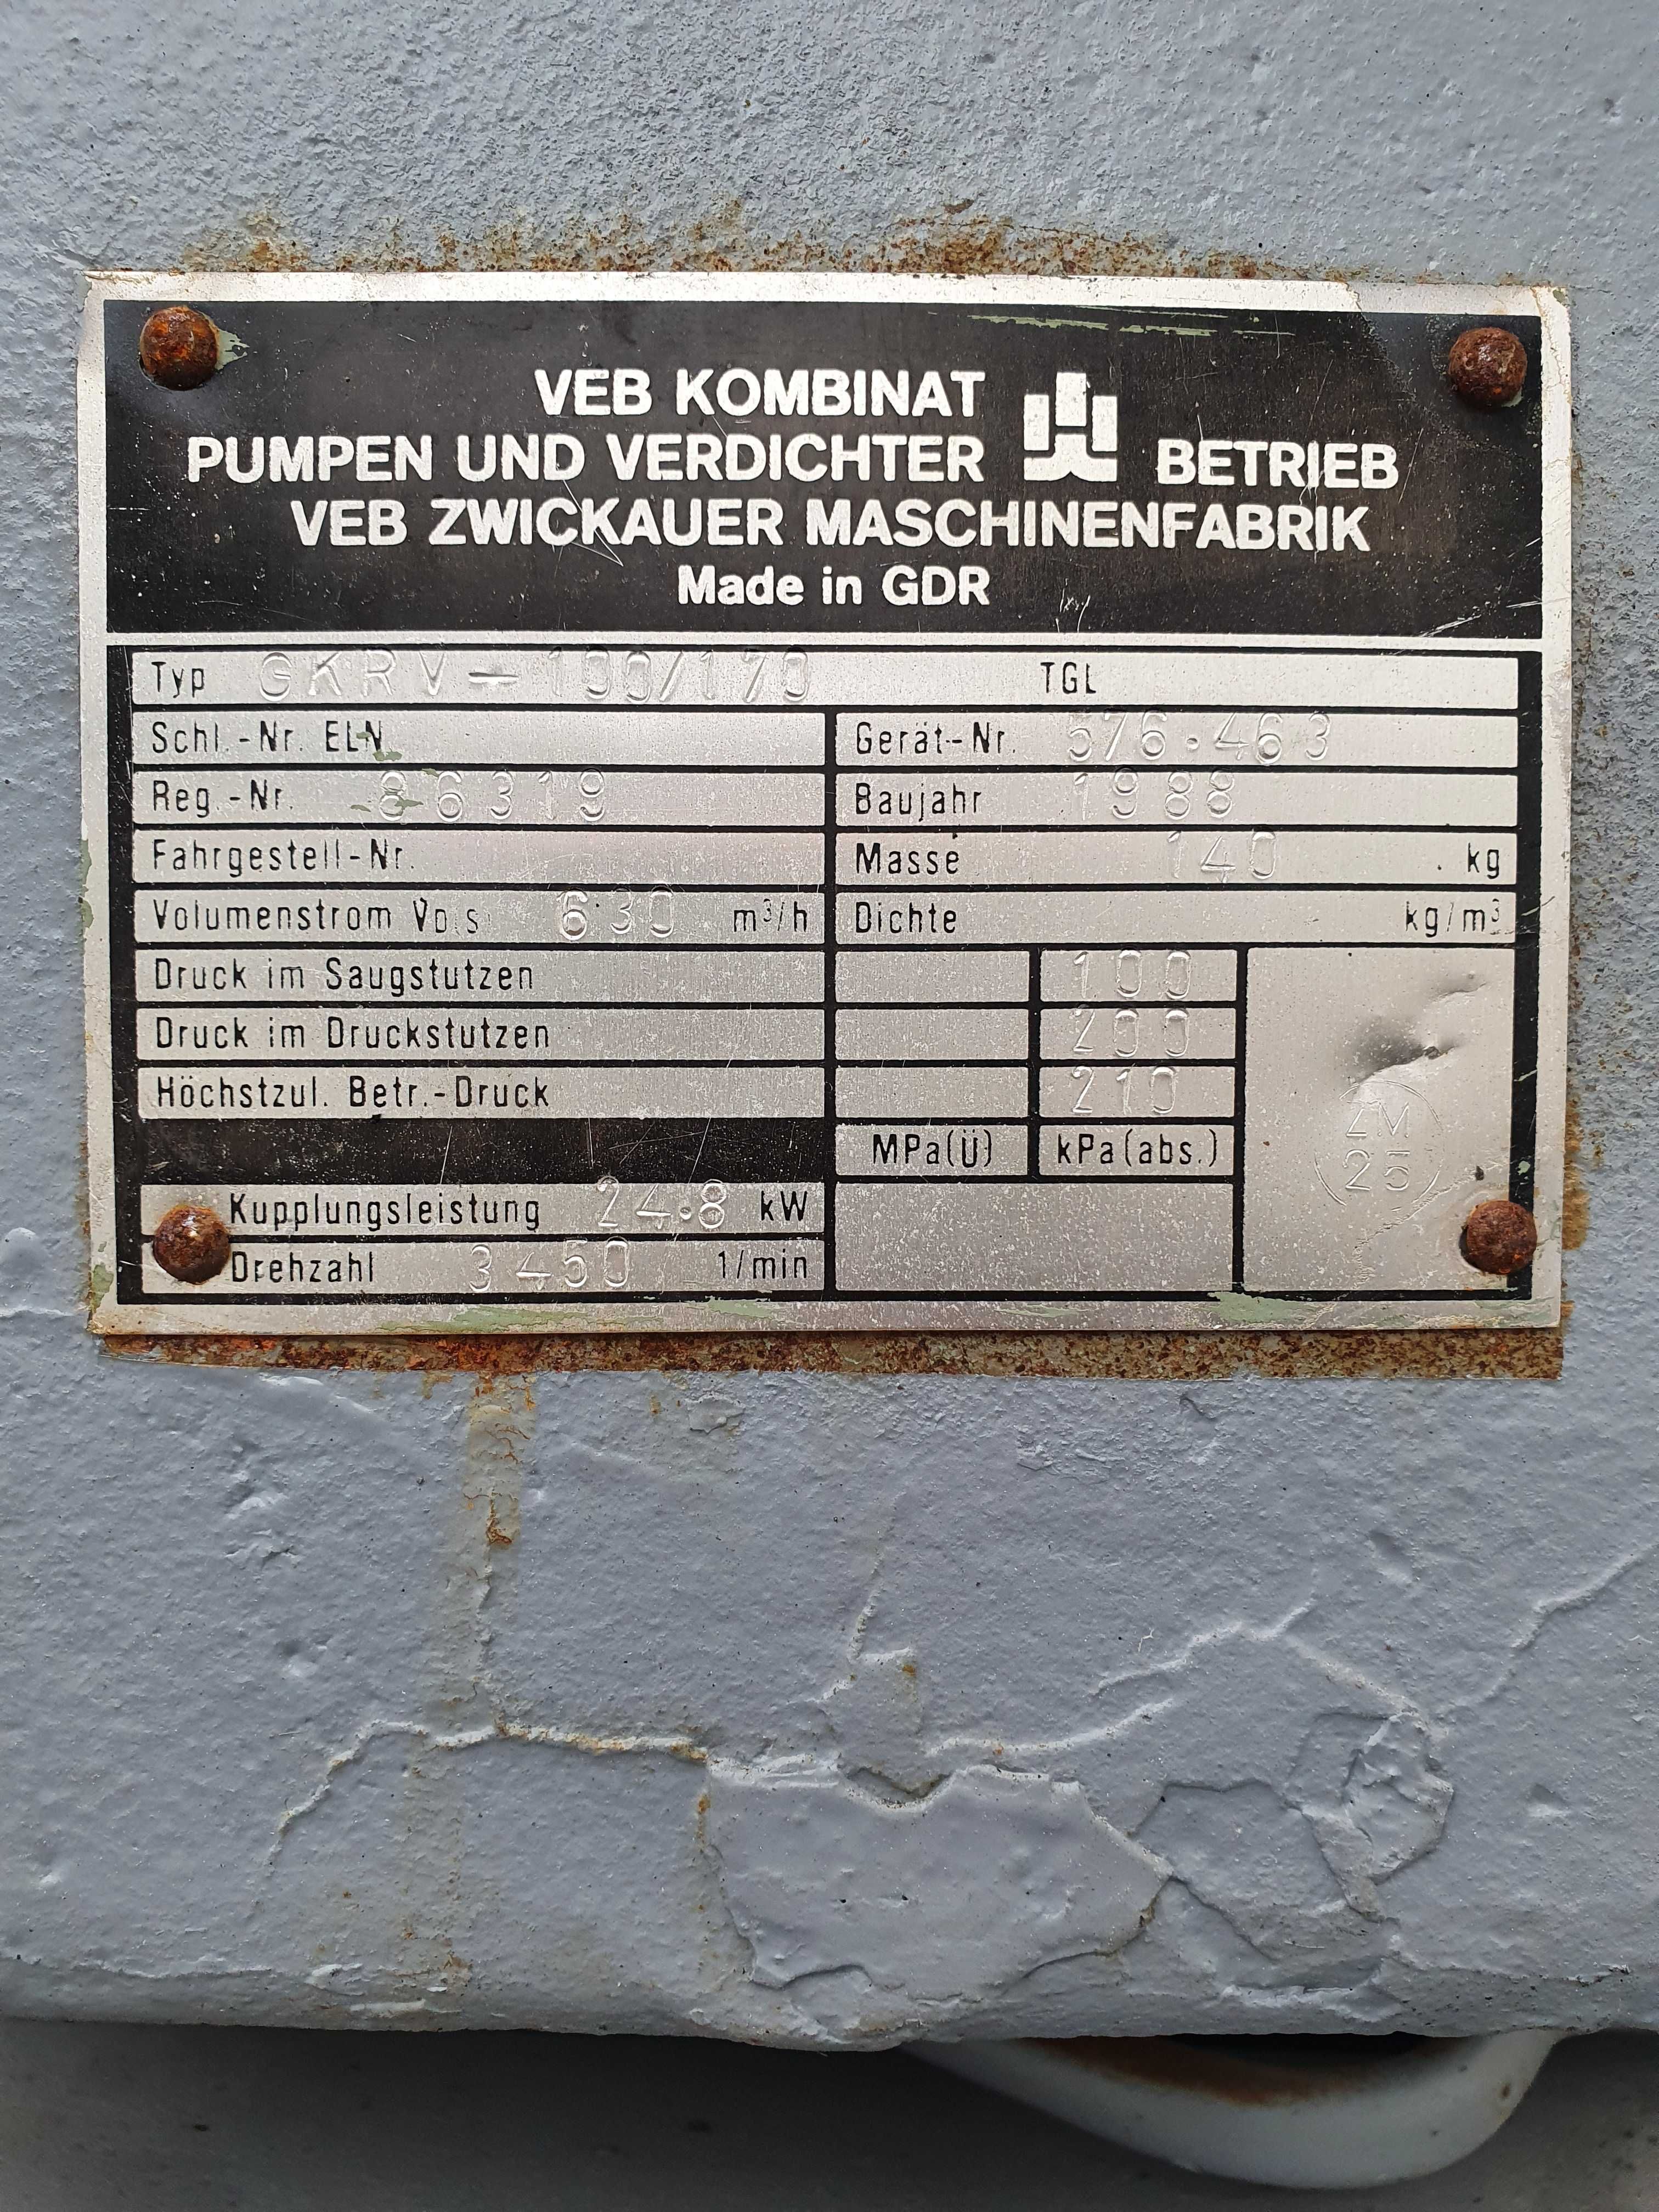 VEB KOMBINAT
PUMPEN UND VERDICHTER BETRIEB
VEB ZWICKAUER MASCHINENFABRIK
Made in GDR
Typ GKRV-100/170 TGL
Schl.-Nr. ELN Gerät-Nr. 576.463
Reg.-Nr. 86319 Baujahr 1988
Fahrgestell-Nr. Masse 140 kg
Volumenstrom V̇o,s 630 m³/h Dichte kg/m³
Druck im Saugstutzen 100
Druck im Druckstutzen 200
Höchstzul. Betr.-Druck 210
MPa(Ü) kPa(abs.)
ZM
25
Kupplungsleistung 24.8 kW
Drehzahl 3450 1/min